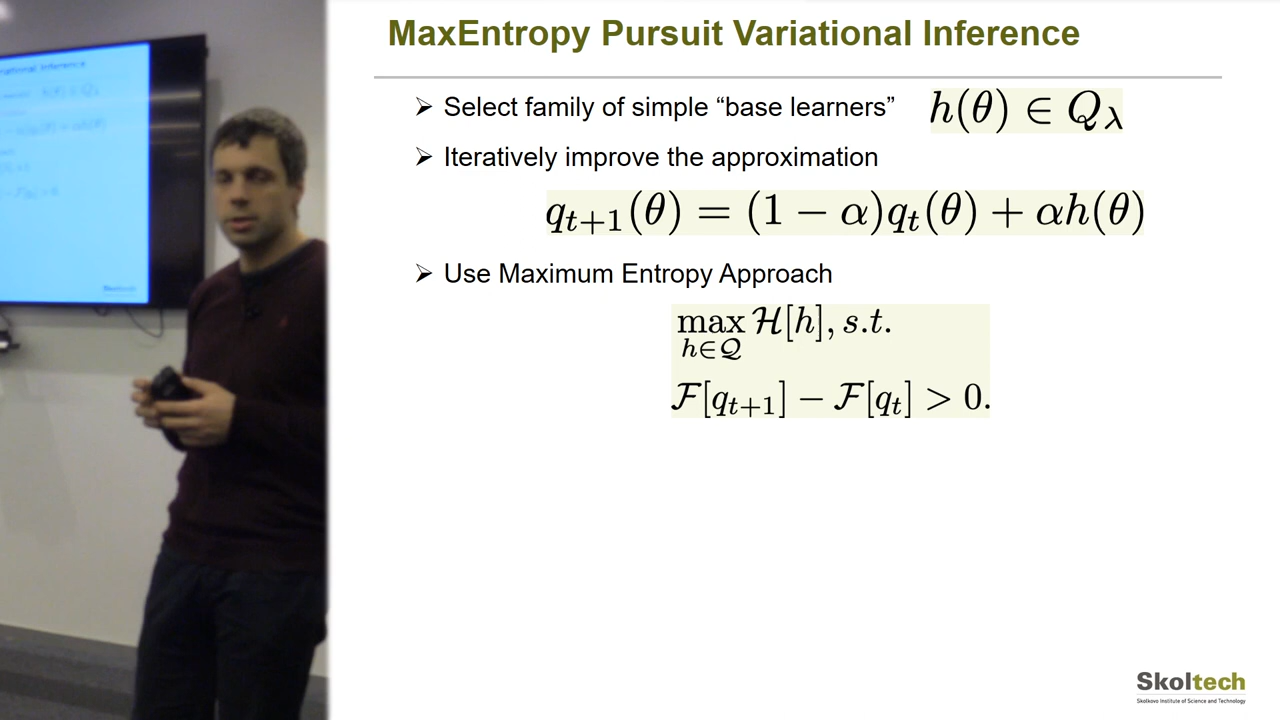 MaxEntropy Pursuit Variational Inference
➢ Select family of simple “base learners” h(θ) ∈ Q_λ
➢ Iteratively improve the approximation
q_{t+1}(θ) = (1 − α)q_t(θ) + αh(θ)
➢ Use Maximum Entropy Approach
max_{h∈𝒬} ℋ[h], s.t.
ℱ[q_{t+1}] − ℱ[q_t] > 0.
Skoltech
Skolkovo Institute of Science and Technology